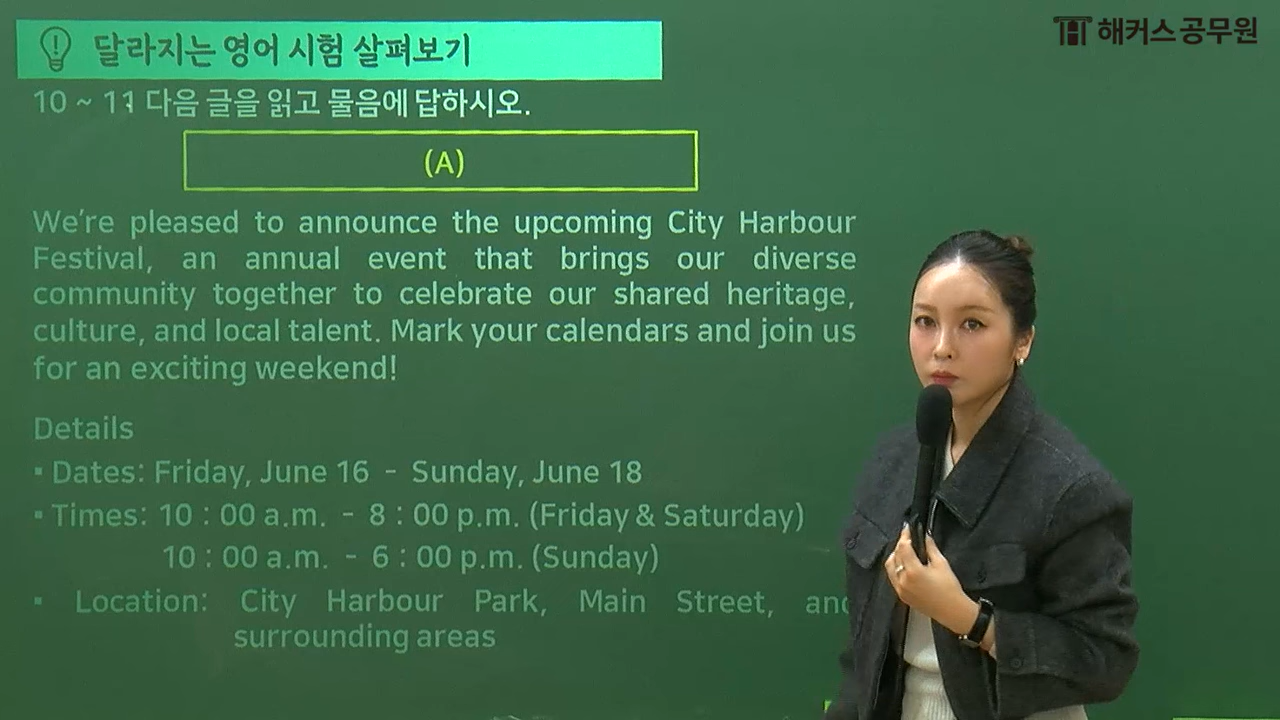 달라지는 영어 시험 살펴보기
해커스공무원
10 ~ 11 다음 글을 읽고 물음에 답하시오.
(A)
We're pleased to announce the upcoming City Harbour
Festival, an annual event that brings our diverse
community together to celebrate our shared heritage,
culture, and local talent. Mark your calendars and join us
for an exciting weekend!
Details
▪ Dates: Friday, June 16 - Sunday, June 18
▪ Times: 10 : 00 a.m. - 8 : 00 p.m. (Friday & Saturday)
10 : 00 a.m. - 6 : 00 p.m. (Sunday)
▪ Location: City Harbour Park, Main Street, and
surrounding areas